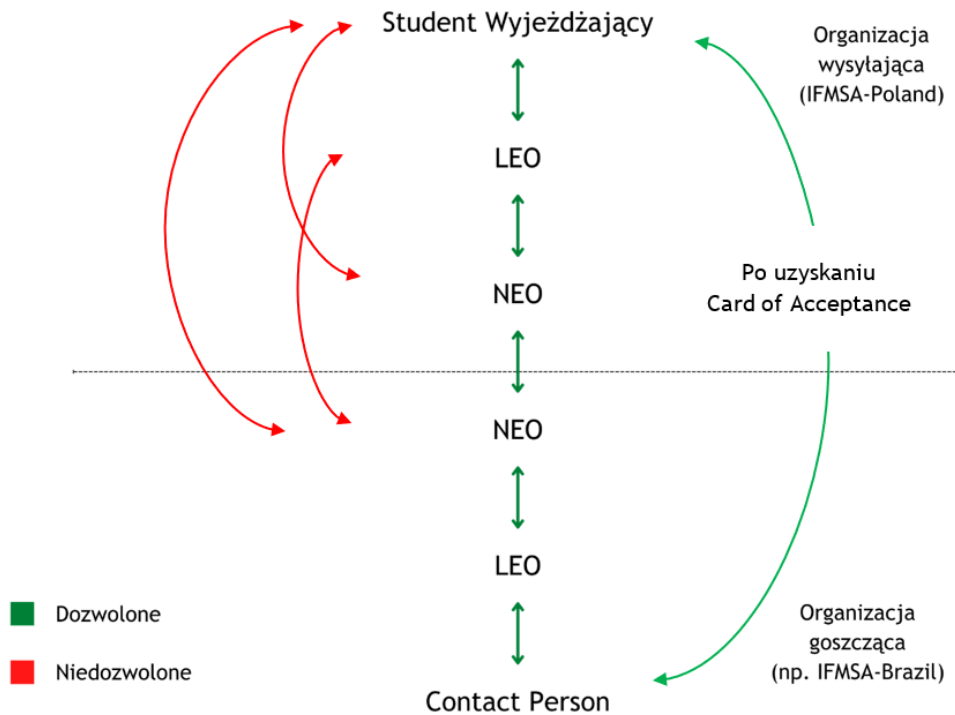 Student Wyjeżdżający
Organizacja
wysyłająca
(IFMSA-Poland)
LEO
NEO
Po uzyskaniu
Card of Acceptance
NEO
LEO
Dozwolone
Niedozwolone
Organizacja
goszcząca
(np. IFMSA-Brazil)
Contact Person